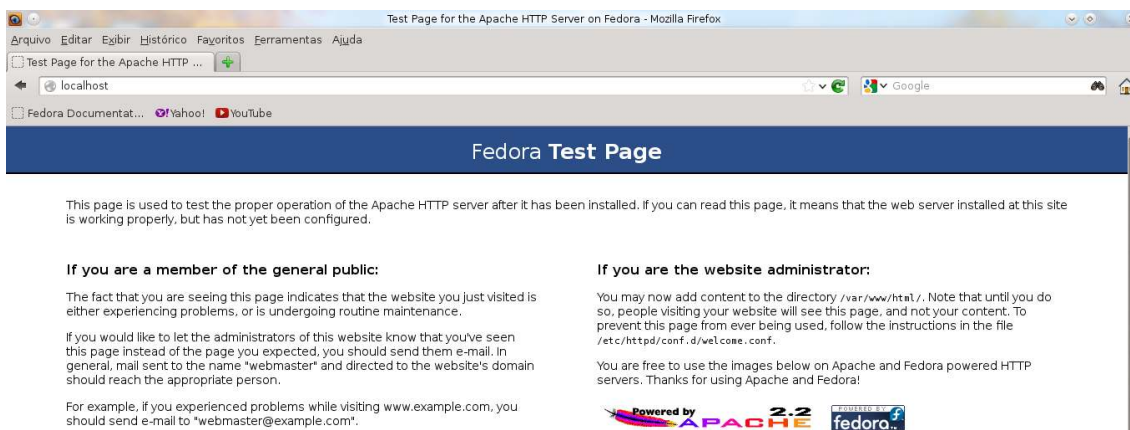 Test Page for the Apache HTTP Server on Fedora - Mozilla Firefox
Arquivo Editar Exibir Histórico Favoritos Ferramentas Ajuda
Test Page for the Apache HTTP ...
localhost
Google
Fedora Documentat... Yahoo! YouTube
Fedora Test Page
This page is used to test the proper operation of the Apache HTTP server after it has been installed. If you can read this page, it means that the web server installed at this site
is working properly, but has not yet been configured.
If you are a member of the general public:
The fact that you are seeing this page indicates that the website you just visited is
either experiencing problems, or is undergoing routine maintenance.
If you would like to let the administrators of this website know that you've seen
this page instead of the page you expected, you should send them e-mail. In
general, mail sent to the name "webmaster" and directed to the website's domain
should reach the appropriate person.
For example, if you experienced problems while visiting www.example.com, you
should send e-mail to "webmaster@example.com".
If you are the website administrator:
You may now add content to the directory /var/www/html/. Note that until you do
so, people visiting your website will see this page, and not your content. To
prevent this page from ever being used, follow the instructions in the file
/etc/httpd/conf.d/welcome.conf.
You are free to use the images below on Apache and Fedora powered HTTP
servers. Thanks for using Apache and Fedora!
Powered by 2.2
APACHE
POWERED BY
fedora